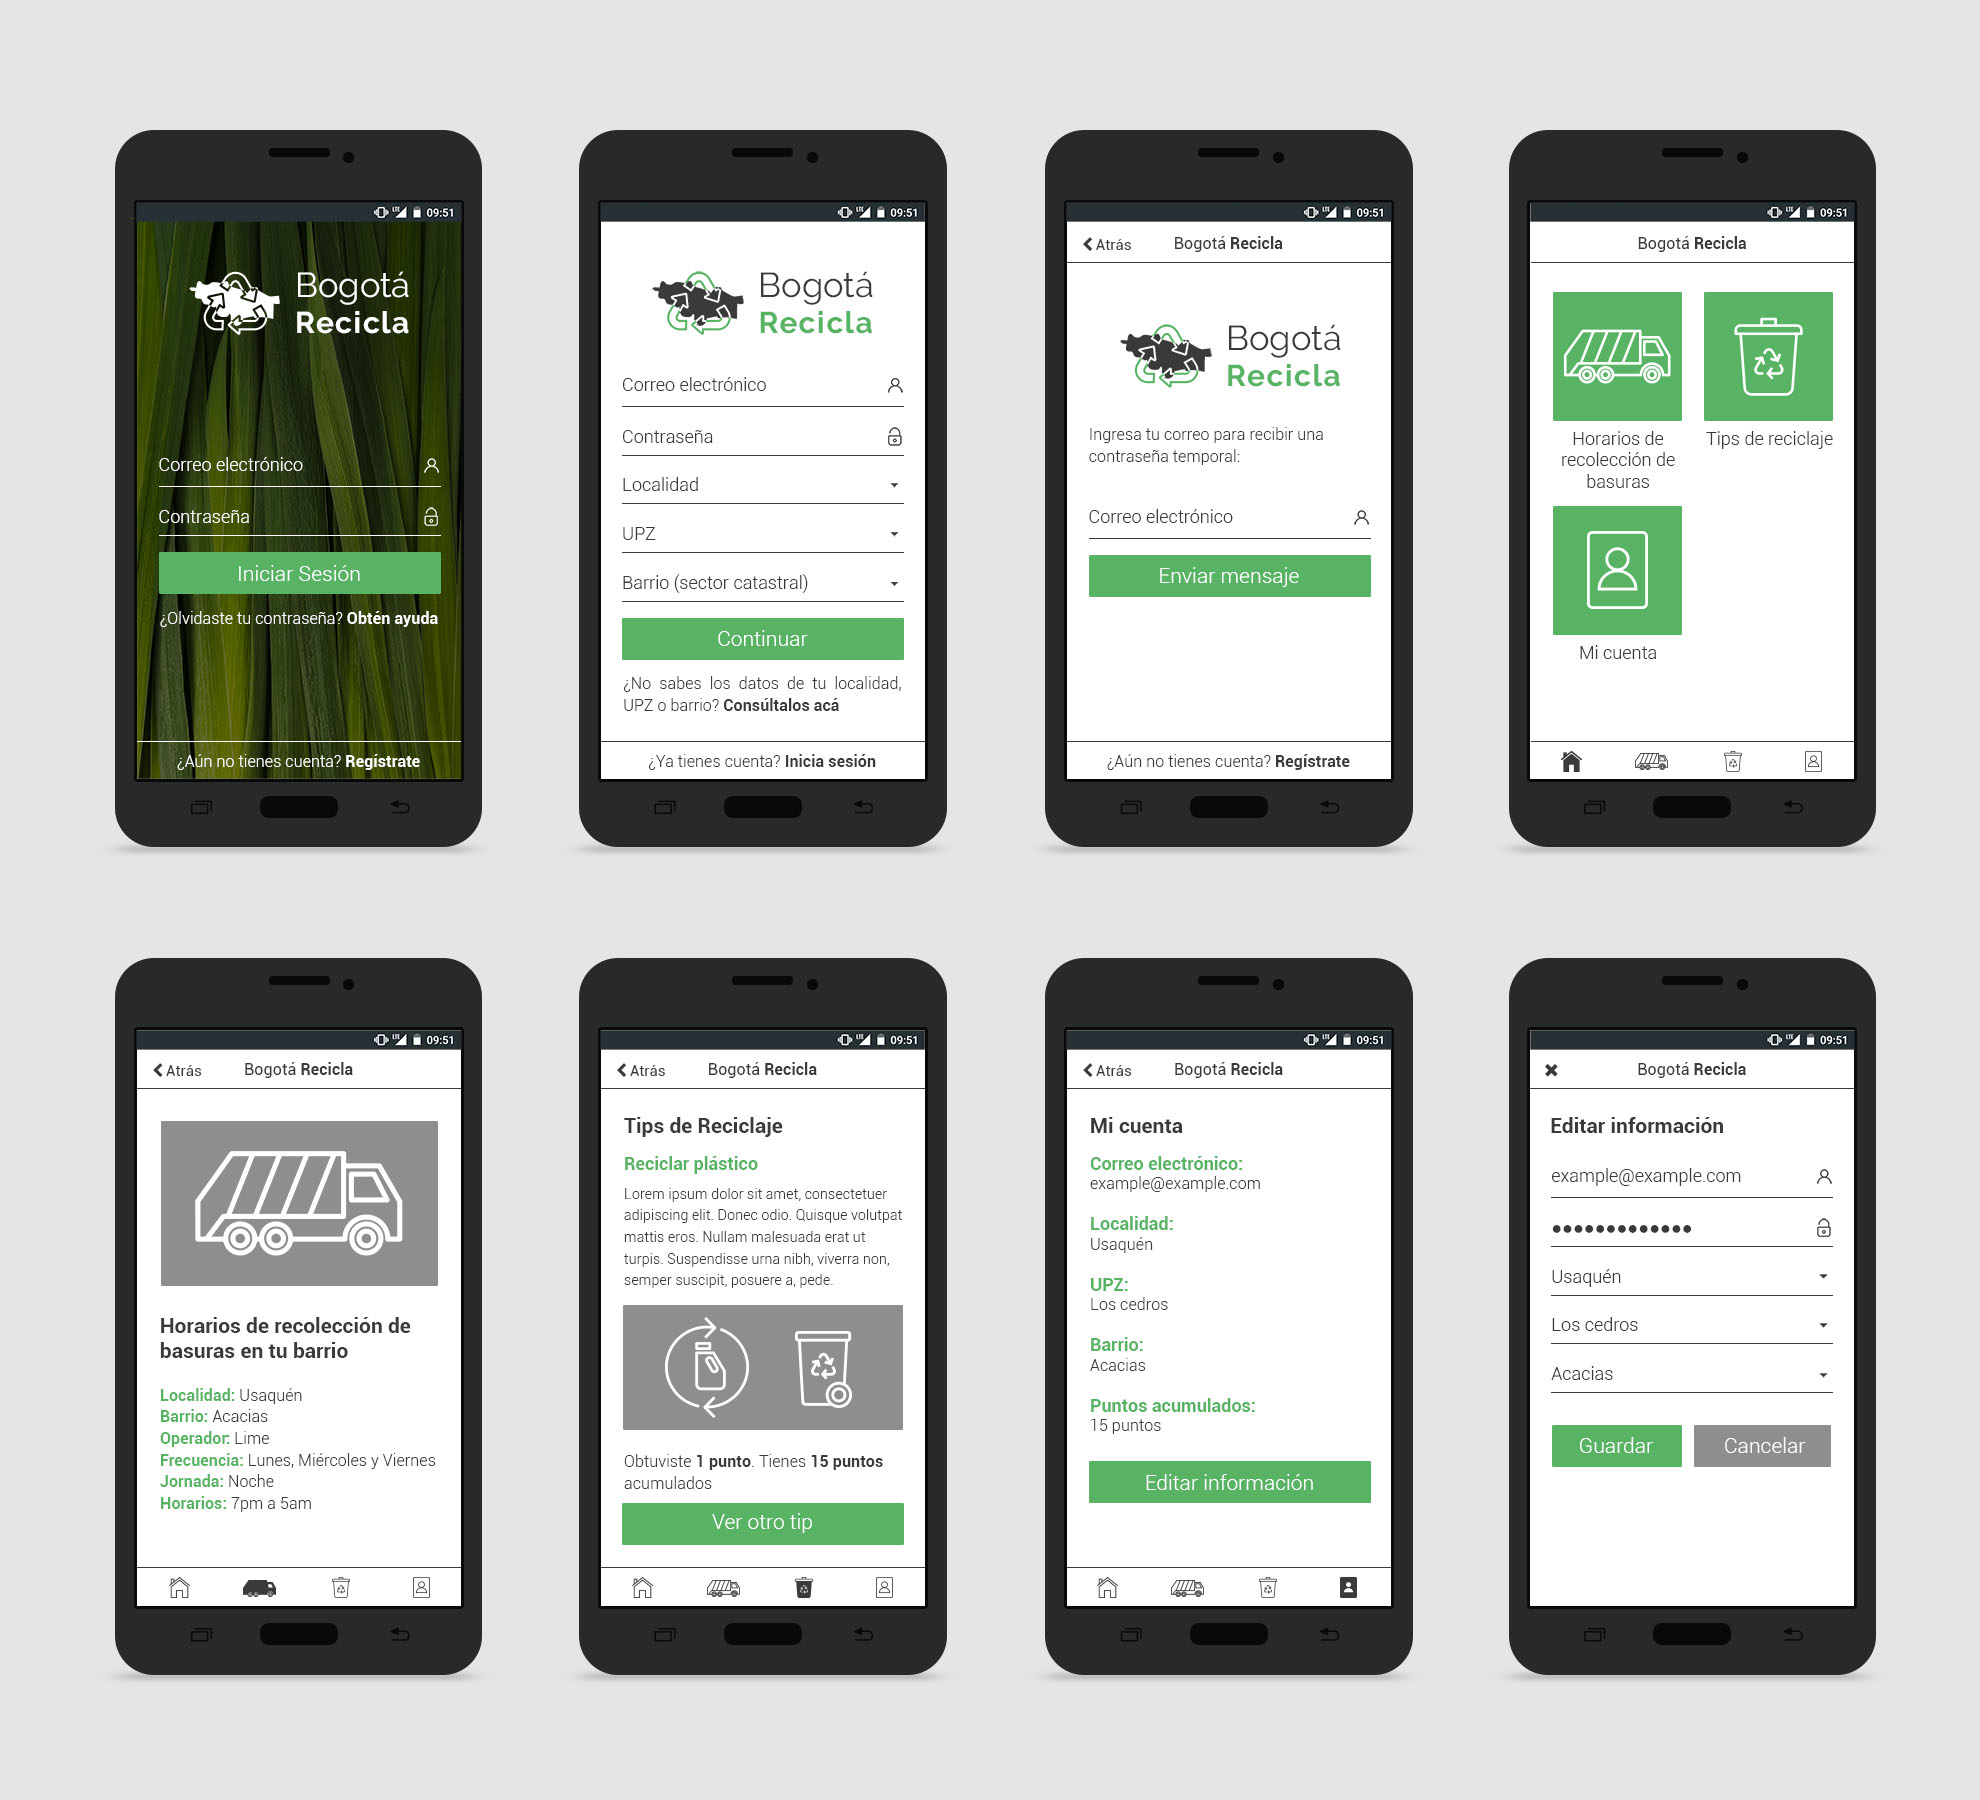 LTE 09:51
Bogotá
Recicla
Correo electrónico
Contraseña
Iniciar Sesión
¿Olvidaste tu contraseña? Obtén ayuda
¿Aún no tienes cuenta? Regístrate
LTE 09:51
Bogotá
Recicla
Correo electrónico
Contraseña
Localidad
UPZ
Barrio (sector catastral)
Continuar
¿No sabes los datos de tu localidad,
UPZ o barrio? Consúltalos acá
¿Ya tienes cuenta? Inicia sesión
LTE 09:51
Atrás Bogotá Recicla
Bogotá
Recicla
Ingresa tu correo para recibir una
contraseña temporal:
Correo electrónico
Enviar mensaje
¿Aún no tienes cuenta? Regístrate
LTE 09:51
Bogotá Recicla
Horarios de
recolección de
basuras
Tips de reciclaje
Mi cuenta
LTE 09:51
Atrás Bogotá Recicla
Horarios de recolección de
basuras en tu barrio
Localidad: Usaquén
Barrio: Acacias
Operador: Lime
Frecuencia: Lunes, Miércoles y Viernes
Jornada: Noche
Horarios: 7pm a 5am
LTE 09:51
Atrás Bogotá Recicla
Tips de Reciclaje
Reciclar plástico
Lorem ipsum dolor sit amet, consectetuer
adipiscing elit. Donec odio. Quisque volutpat
mattis eros. Nullam malesuada erat ut
turpis. Suspendisse urna nibh, viverra non,
semper suscipit, posuere a, pede.
Obtuviste 1 punto. Tienes 15 puntos
acumulados
Ver otro tip
LTE 09:51
Atrás Bogotá Recicla
Mi cuenta
Correo electrónico:
example@example.com
Localidad:
Usaquén
UPZ:
Los cedros
Barrio:
Acacias
Puntos acumulados:
15 puntos
Editar información
LTE 09:51
Bogotá Recicla
Editar información
example@example.com
Usaquén
Los cedros
Acacias
Guardar Cancelar